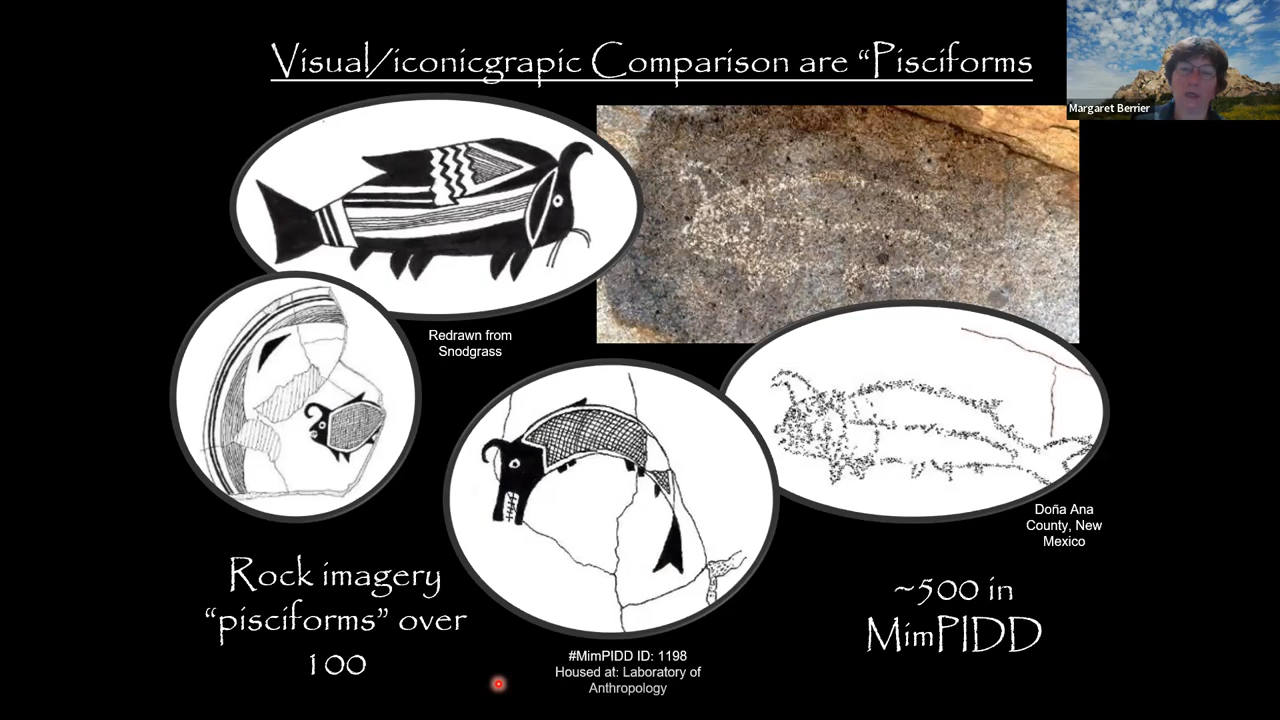 Visual/iconicgrapic Comparison are “Pisciforms
Margaret Berrier
Redrawn from
Snodgrass
Doña Ana
County, New
Mexico
Rock imagery
“pisciforms” over
100
~500 in
MimPIDD
#MimPIDD ID: 1198
Housed at: Laboratory of
Anthropology